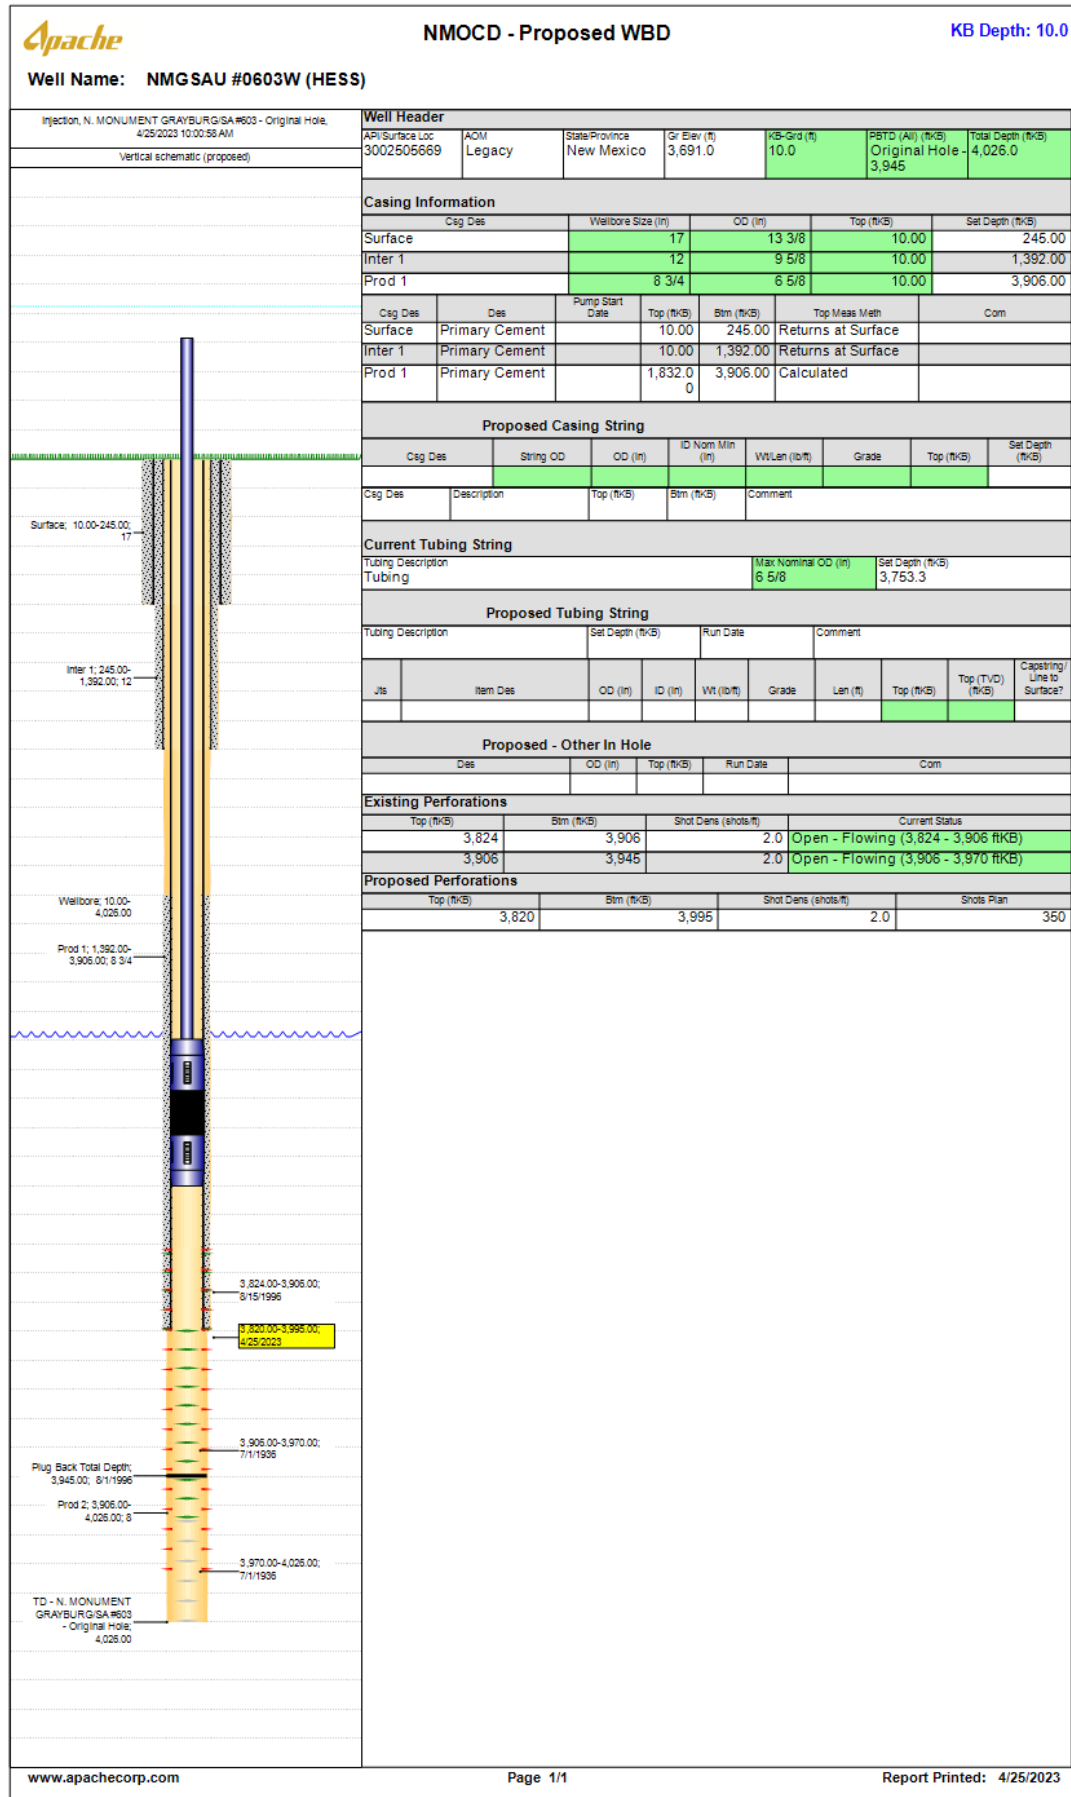 Apache
NMOCD - Proposed WBD
KB Depth: 10.0
Well Name: NMGSAU #0603W (HESS)
Injection, N. MONUMENT GRAYBURG/SA #603 - Original Hole,
4/25/2023 10:00:58 AM
Vertical schematic (proposed)
Surface; 10.00-245.00;
17
Inter 1; 245.00-
1,392.00; 12
Wellbore; 10.00-
4,026.00
Prod 1; 1,392.00-
3,906.00; 8 3/4
3,824.00-3,906.00;
8/15/1996
3,820.00-3,995.00;
4/25/2023
3,906.00-3,970.00;
7/1/1936
Plug Back Total Depth;
3,945.00; 8/1/1996
Prod 2; 3,906.00-
4,026.00; 8
3,970.00-4,026.00;
7/1/1936
TD - N. MONUMENT
GRAYBURG/SA #603
- Original Hole;
4,026.00
Well Header
API/Surface Loc AOM State/Province Gr Elev (ft) KB-Grd (ft) PBTD (All) (ftKB) Total Depth (ftKB)
3002505669 Legacy New Mexico 3,691.0 10.0 Original Hole - 4,026.0
3,945
Casing Information
Csg Des Wellbore Size (in) OD (in) Top (ftKB) Set Depth (ftKB)
Surface 17 13 3/8 10.00 245.00
Inter 1 12 9 5/8 10.00 1,392.00
Prod 1 8 3/4 6 5/8 10.00 3,906.00
Csg Des Des Pump Start Date Top (ftKB) Btm (ftKB) Top Meas Meth Com
Surface Primary Cement 10.00 245.00 Returns at Surface
Inter 1 Primary Cement 10.00 1,392.00 Returns at Surface
Prod 1 Primary Cement 1,832.0 3,906.00 Calculated
0
Proposed Casing String
Csg Des String OD OD (in) ID Nom Min (in) Wt/Len (lb/ft) Grade Top (ftKB) Set Depth (ftKB)
Csg Des Description Top (ftKB) Btm (ftKB) Comment
Current Tubing String
Tubing Description Max Nominal OD (in) Set Depth (ftKB)
Tubing 6 5/8 3,753.3
Proposed Tubing String
Tubing Description Set Depth (ftKB) Run Date Comment
Jts Item Des OD (in) ID (in) Wt (lb/ft) Grade Len (ft) Top (ftKB) Top (TVD) (ftKB) Capstring/ Line to Surface?
Proposed - Other In Hole
Des OD (in) Top (ftKB) Run Date Com
Existing Perforations
Top (ftKB) Btm (ftKB) Shot Dens (shots/ft) Current Status
3,824 3,906 2.0 Open - Flowing (3,824 - 3,906 ftKB)
3,906 3,945 2.0 Open - Flowing (3,906 - 3,970 ftKB)
Proposed Perforations
Top (ftKB) Btm (ftKB) Shot Dens (shots/ft) Shots Plan
3,820 3,995 2.0 350
www.apachecorp.com
Page 1/1
Report Printed: 4/25/2023